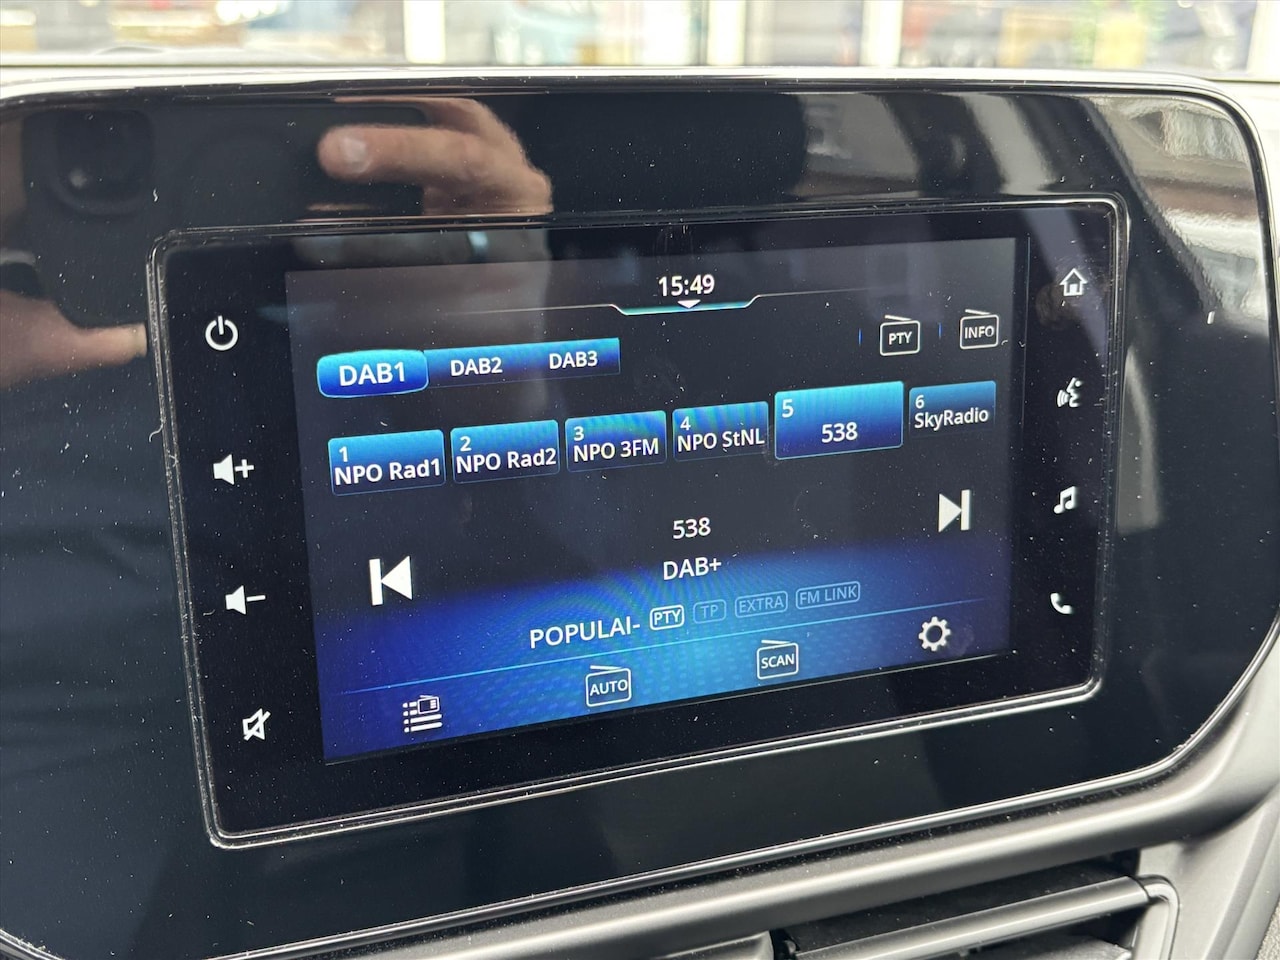 15:49
PTY
INFO
DAB1 DAB2 DAB3
1 NPO Rad1
2 NPO Rad2
3 NPO 3FM
4 NPO StNL
5 538
6 SkyRadio
538
DAB+
POPULAI- PTY TP EXTRA FM LINK
AUTO
SCAN